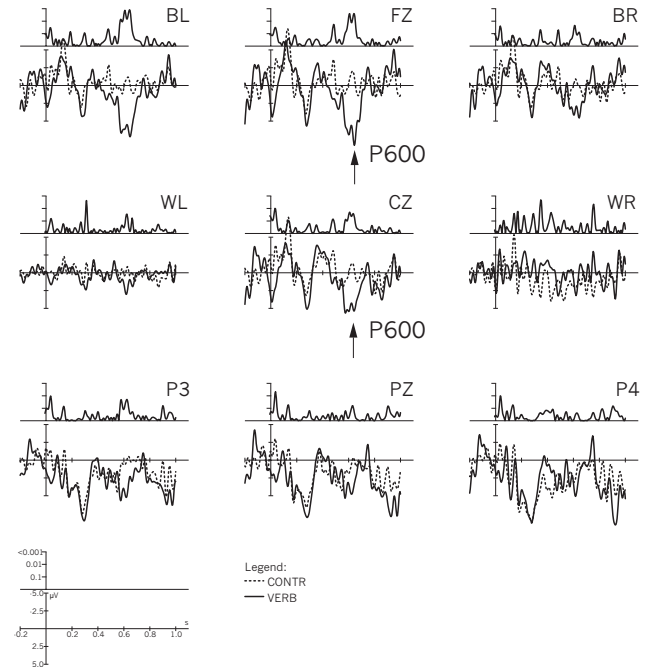 BL FZ BR
P600
WL CZ WR
P600
P3 PZ P4
<0.001
0.01
0.1
-5.0 μV
-2.5
s
-0.2 0.2 0.4 0.6 0.8 1.0
2.5
5.0
Legend:
CONTR
VERB